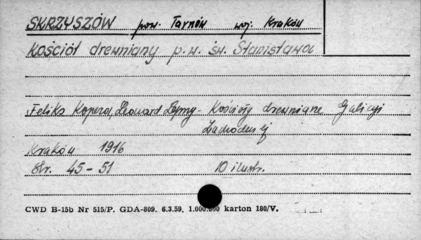 SKRZYSZÓW pow. Tarnów woj. Kraków
Kościół drewniany p.w. św. Stanisława
Feliks Kopera, Leonard Lepszy - Kościoły drewniane Galicji
Zachodniej
Kraków 1916
Str. 45-51 10 ilustr.
CWD B-15b Nr 515/P. GDA-809. 6.3.59. 1.000.000 karton 180/V.